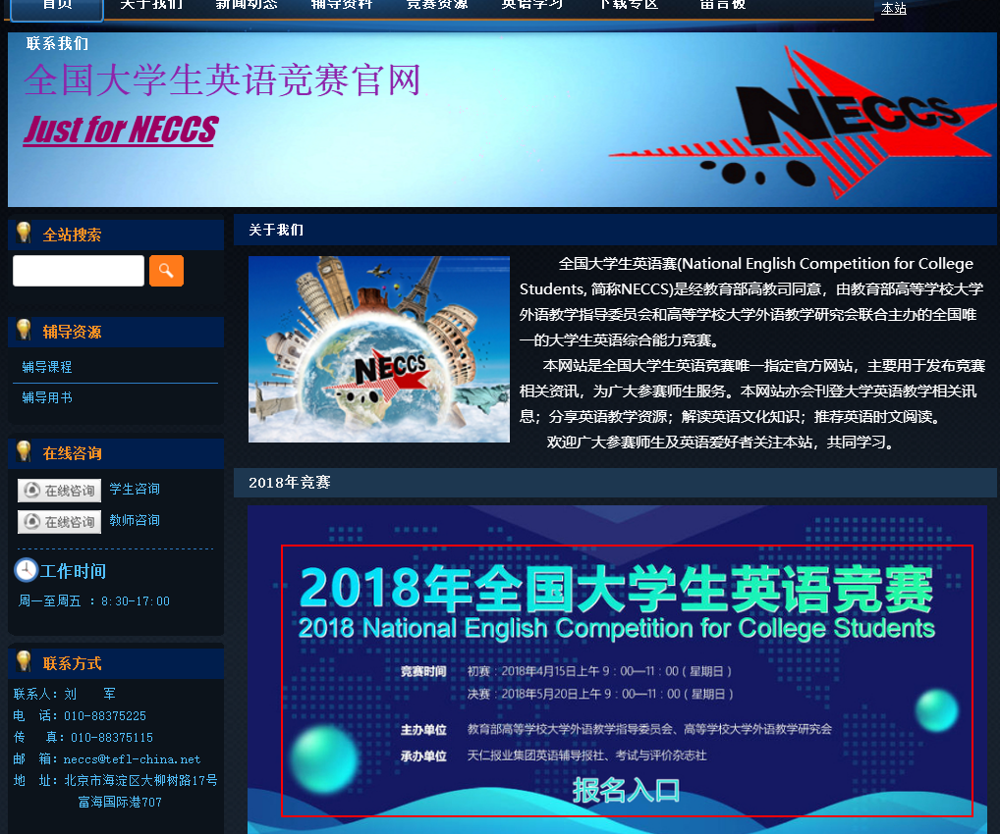 首页 关于我们 新闻动态 辅导资料 竞赛资源 英语学习 下载专区 留言板 本站
联系我们
全国大学生英语竞赛官网
Just for NECCS
NECCS
全站搜索
辅导资源
辅导课程
辅导用书
在线咨询
在线咨询 学生咨询
在线咨询 教师咨询
工作时间
周一至周五 : 8:30-17:00
联系方式
联系人: 刘 军
电 话: 010-88375225
传 真: 010-88375115
邮 箱: neccs@tefl-china.net
地 址: 北京市海淀区大柳树路17号
富海国际港707
关于我们
NECCS
全国大学生英语赛(National English Competition for College
Students, 简称NECCS)是经教育部高教司同意，由教育部高等学校大学
外语教学指导委员会和高等学校大学外语教学研究会联合主办的全国唯
一的大学生英语综合能力竞赛。
本网站是全国大学生英语竞赛唯一指定官方网站，主要用于发布竞赛
相关资讯，为广大参赛师生服务。本网站亦会刊登大学英语教学相关讯
息；分享英语教学资源；解读英语文化知识；推荐英语时文阅读。
欢迎广大参赛师生及英语爱好者关注本站，共同学习。
2018年竞赛
2018年全国大学生英语竞赛
2018 National English Competition for College Students
竞赛时间 初赛：2018年4月15日上午 9：00—11：00（星期日）
决赛：2018年5月20日上午 9：00—11：00（星期日）
主办单位 教育部高等学校大学外语教学指导委员会、高等学校大学外语教学研究会
承办单位 天仁报业集团英语辅导报社、考试与评价杂志社
报名入口